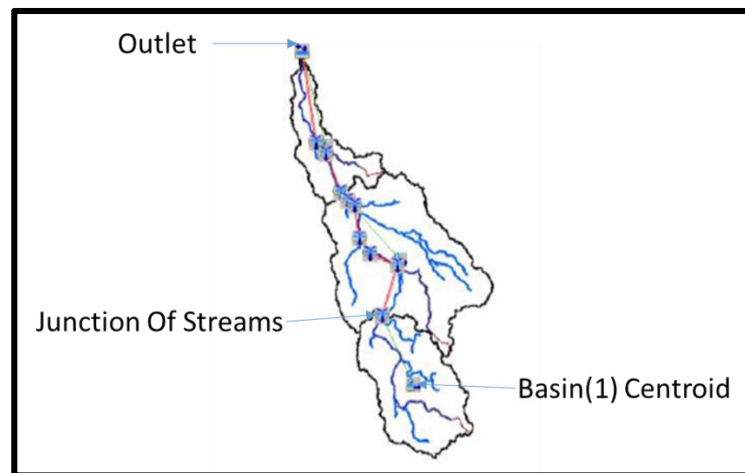 Outlet
Junction Of Streams
Basin(1) Centroid